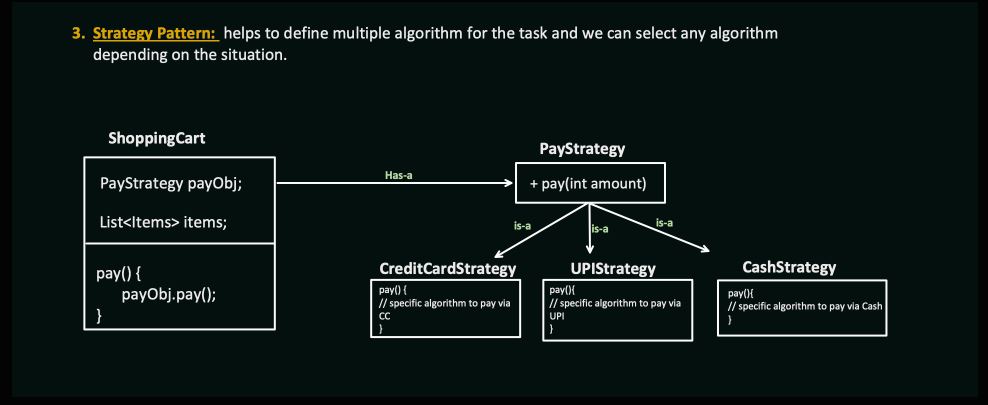 3. Strategy Pattern: helps to define multiple algorithm for the task and we can select any algorithm
depending on the situation.
ShoppingCart
PayStrategy payObj;
List<Items> items;
pay() {
payObj.pay();
}
Has-a
PayStrategy
+ pay(int amount)
is-a
is-a
is-a
CreditCardStrategy
pay() {
// specific algorithm to pay via
CC
}
UPIStrategy
pay(){
// specific algorithm to pay via
UPI
}
CashStrategy
pay(){
// specific algorithm to pay via Cash
}